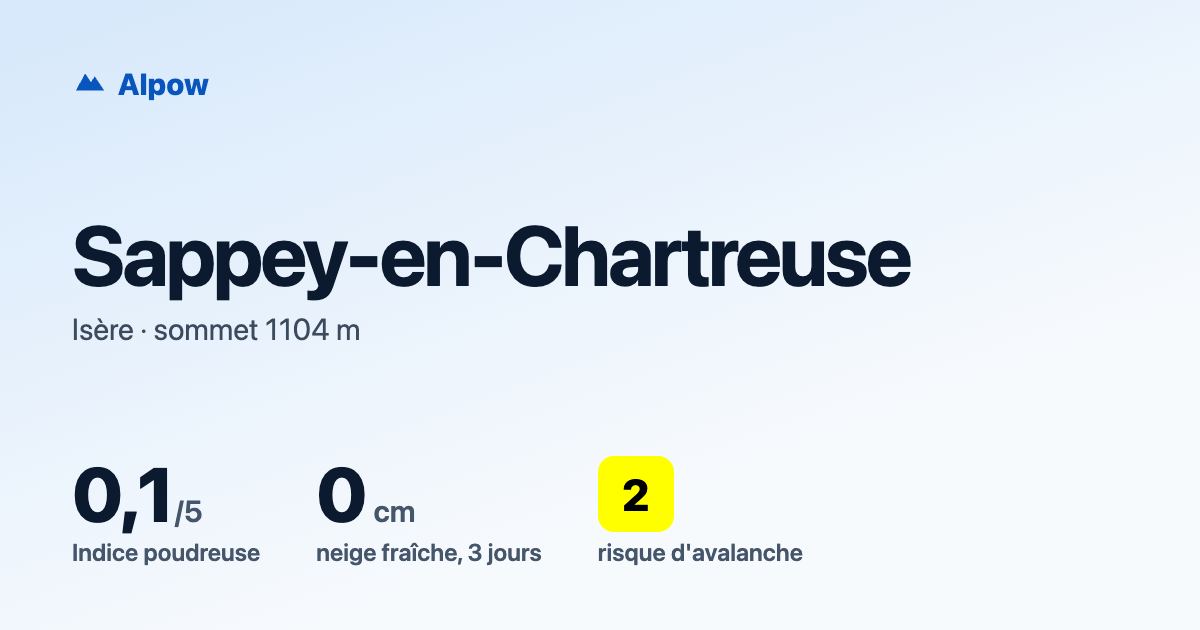 Alpow
Sappey-en-Chartreuse
Isère · sommet 1104 m
0,1/5
Indice poudreuse
0 cm
neige fraîche, 3 jours
2
risque d'avalanche